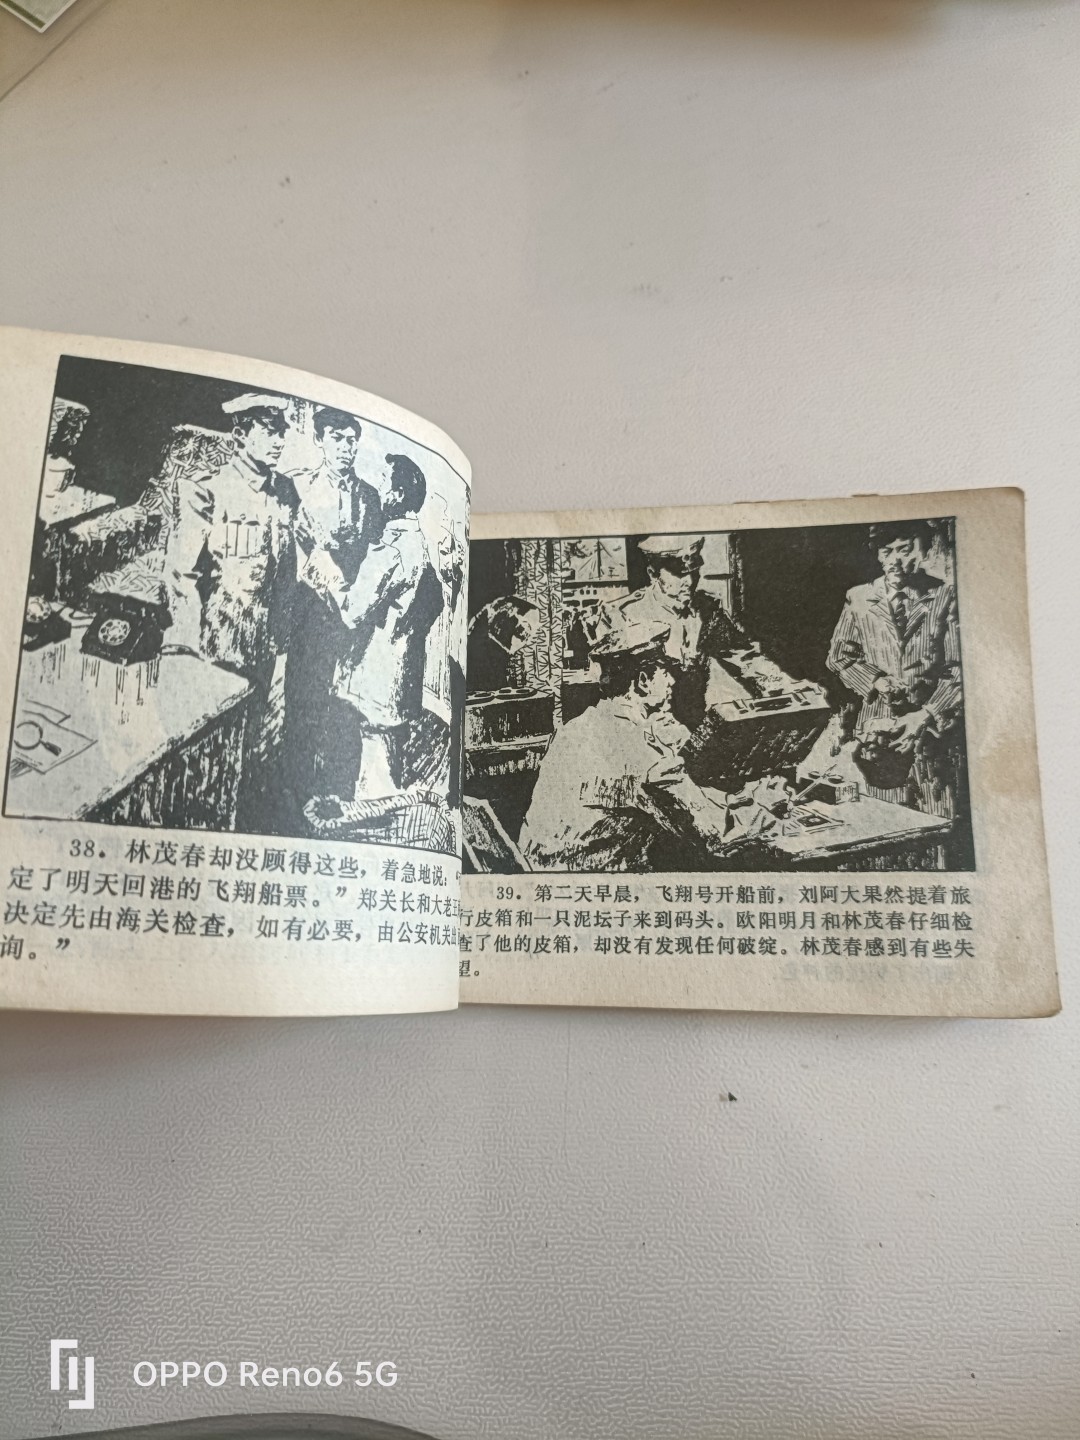 38．林茂春却没顾得这些，着急地说：“
定了明天回港的飞翔船票。”郑关长和大老王
决定先由海关检查，如有必要，由公安机关
询。”
39．第二天早晨，飞翔号开船前，刘阿大果然提着旅
行皮箱和一只泥坛子来到码头。欧阳明月和林茂春仔细检
查了他的皮箱，却没有发现任何破绽。林茂春感到有些失
望。
OPPO Reno6 5G